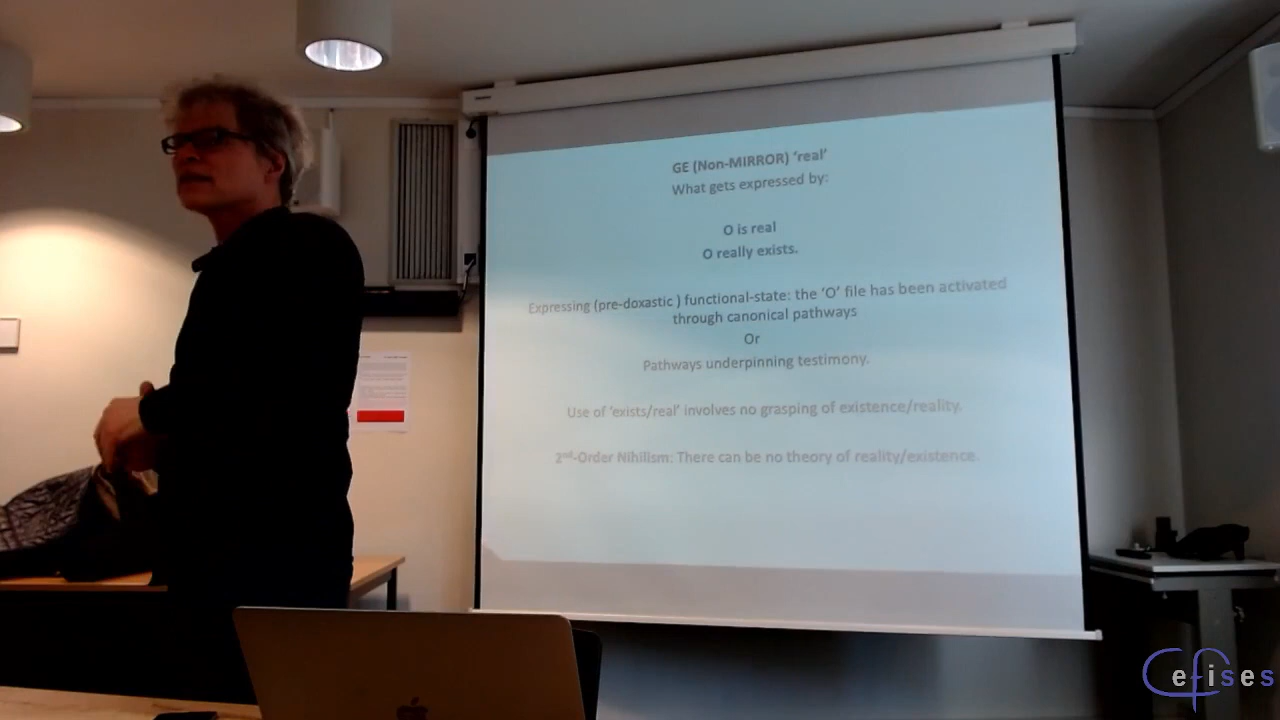 GE (Non-MIRROR) ‘real’
What gets expressed by:
O is real
O really exists.
Expressing (pre-doxastic ) functional-state: the ‘O’ file has been activated
through canonical pathways
Or
Pathways underpinning testimony.
Use of ‘exists/real’ involves no grasping of existence/reality.
2nd-Order Nihilism: There can be no theory of reality/existence.
Cefises